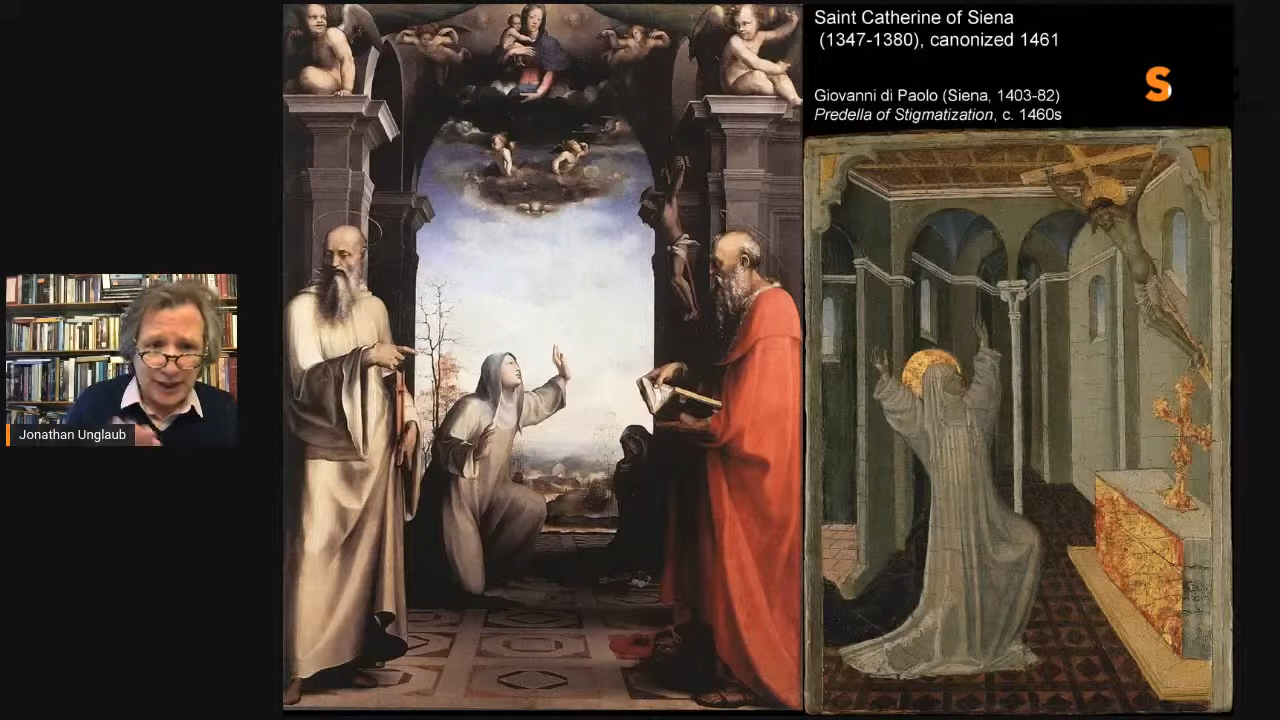 Saint Catherine of Siena
(1347-1380), canonized 1461
Giovanni di Paolo (Siena, 1403-82)
Predella of Stigmatization, c. 1460s
S
Jonathan Unglaub